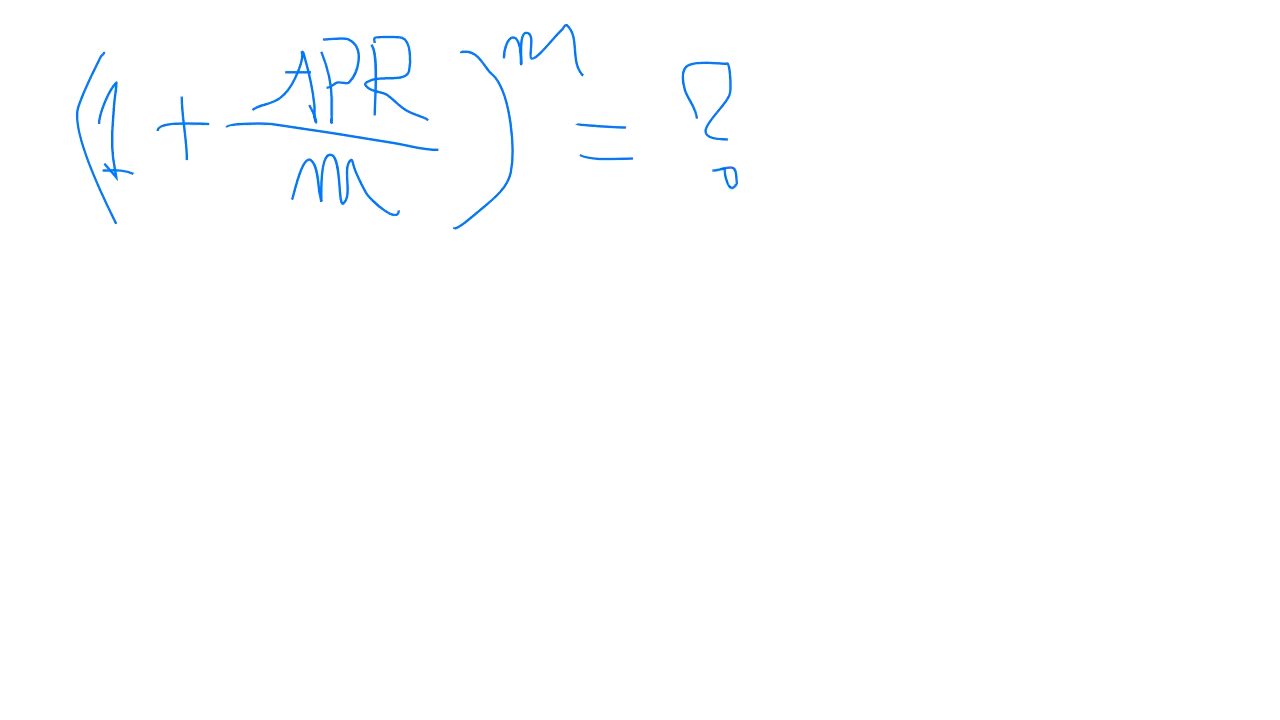 (1 + APR/m)^m = ?